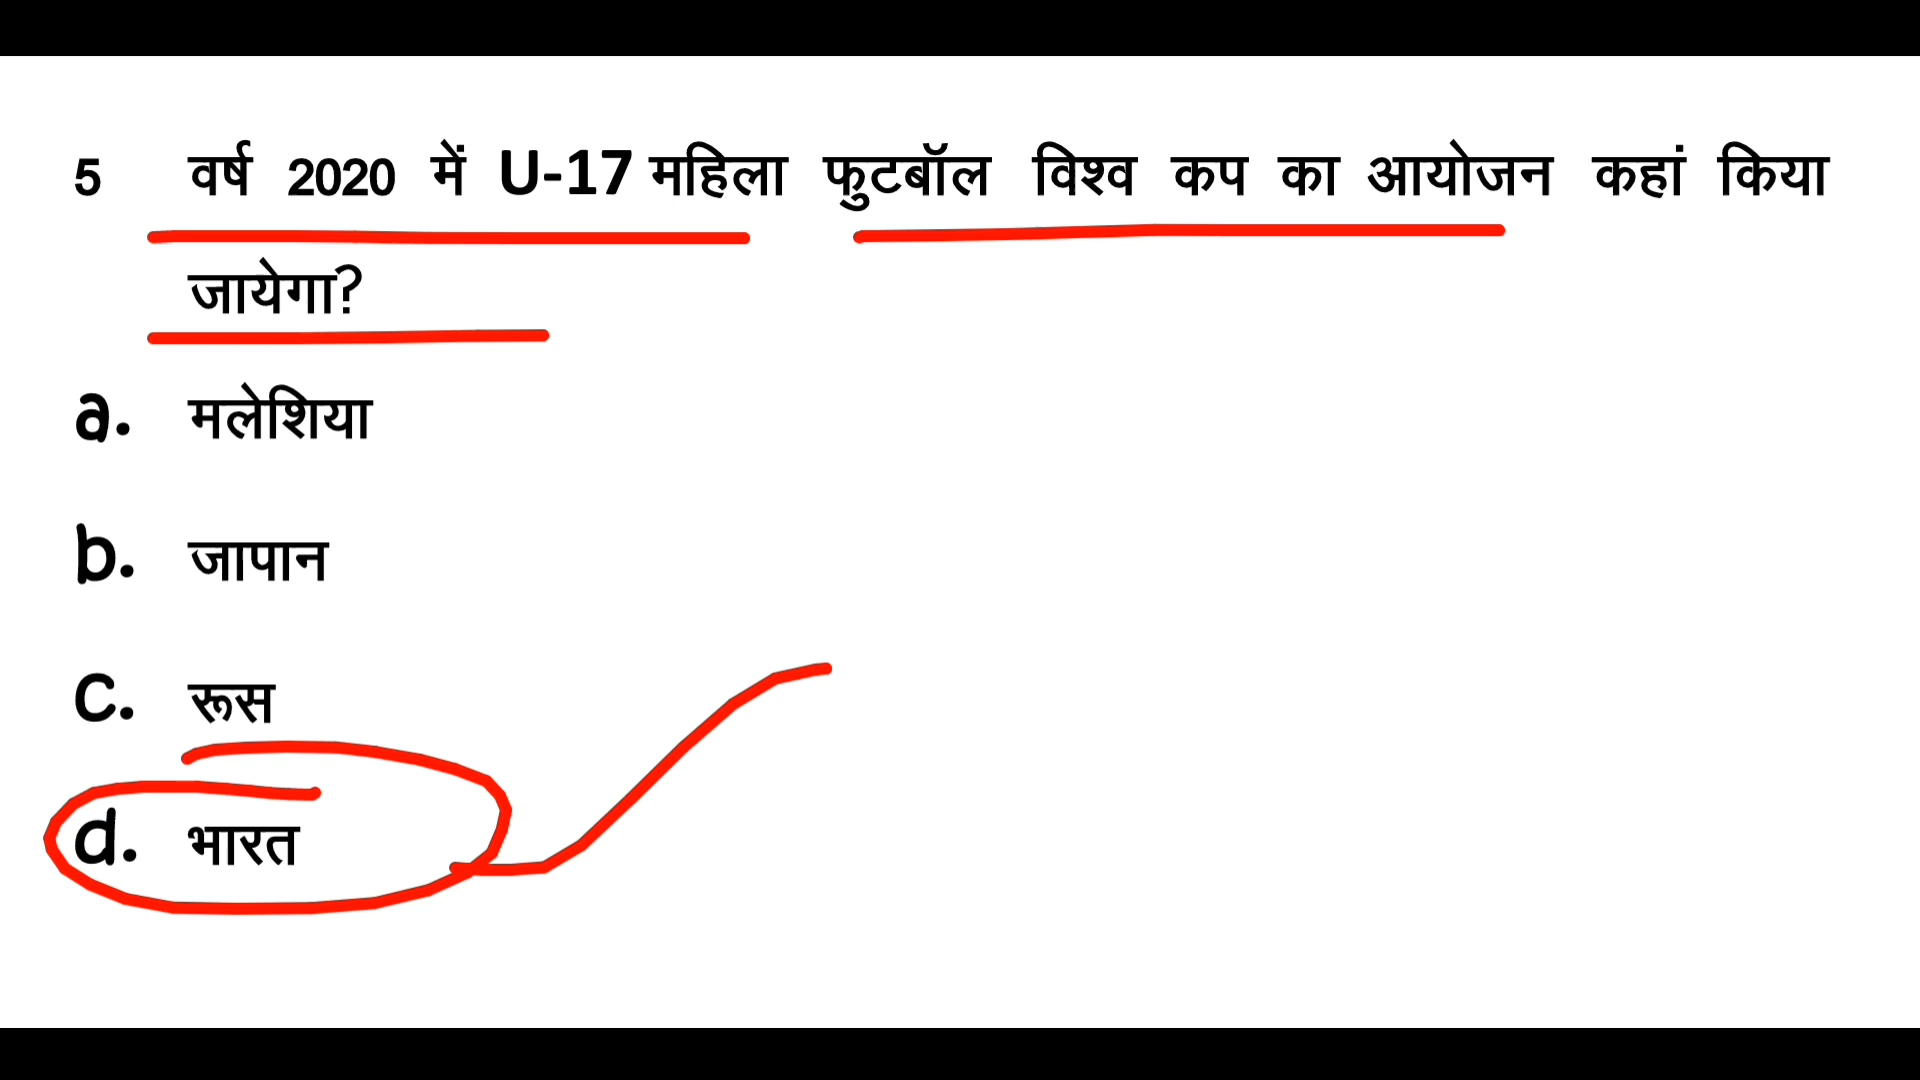 5 वर्ष 2020 में U-17 महिला फुटबॉल विश्व कप का आयोजन कहां किया
जायेगा?
a. मलेशिया
b. जापान
c. रूस
d. भारत